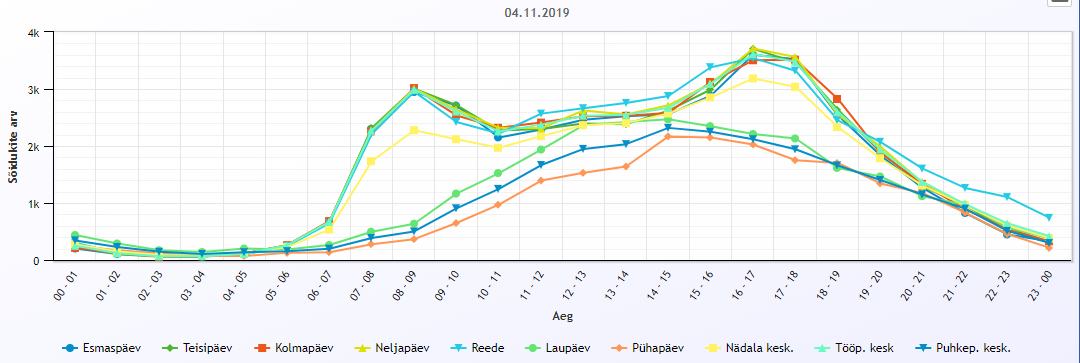 04.11.2019
4k
3k
2k
1k
0
Sõidukite arv
00 - 01
01 - 02
02 - 03
03 - 04
04 - 05
05 - 06
06 - 07
07 - 08
08 - 09
09 - 10
10 - 11
11 - 12
12 - 13
13 - 14
14 - 15
15 - 16
16 - 17
17 - 18
18 - 19
19 - 20
20 - 21
21 - 22
22 - 23
23 - 00
Aeg
Esmaspäev Teisipäev Kolmapäev Neljapäev Reede Laupäev Pühapäev Nädala kesk. Tööp. kesk Puhkep. kesk.